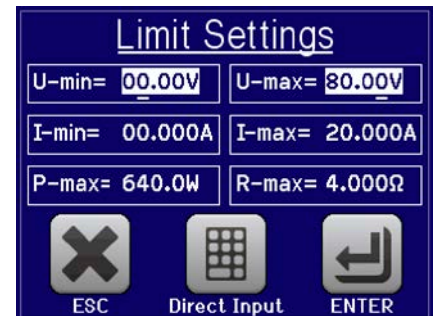 Limit Settings
U-min= 00.00V U-max= 80.00V
I-min= 00.000A I-max= 20.000A
P-max= 640.0W R-max= 4.000Ω
ESC Direct Input ENTER